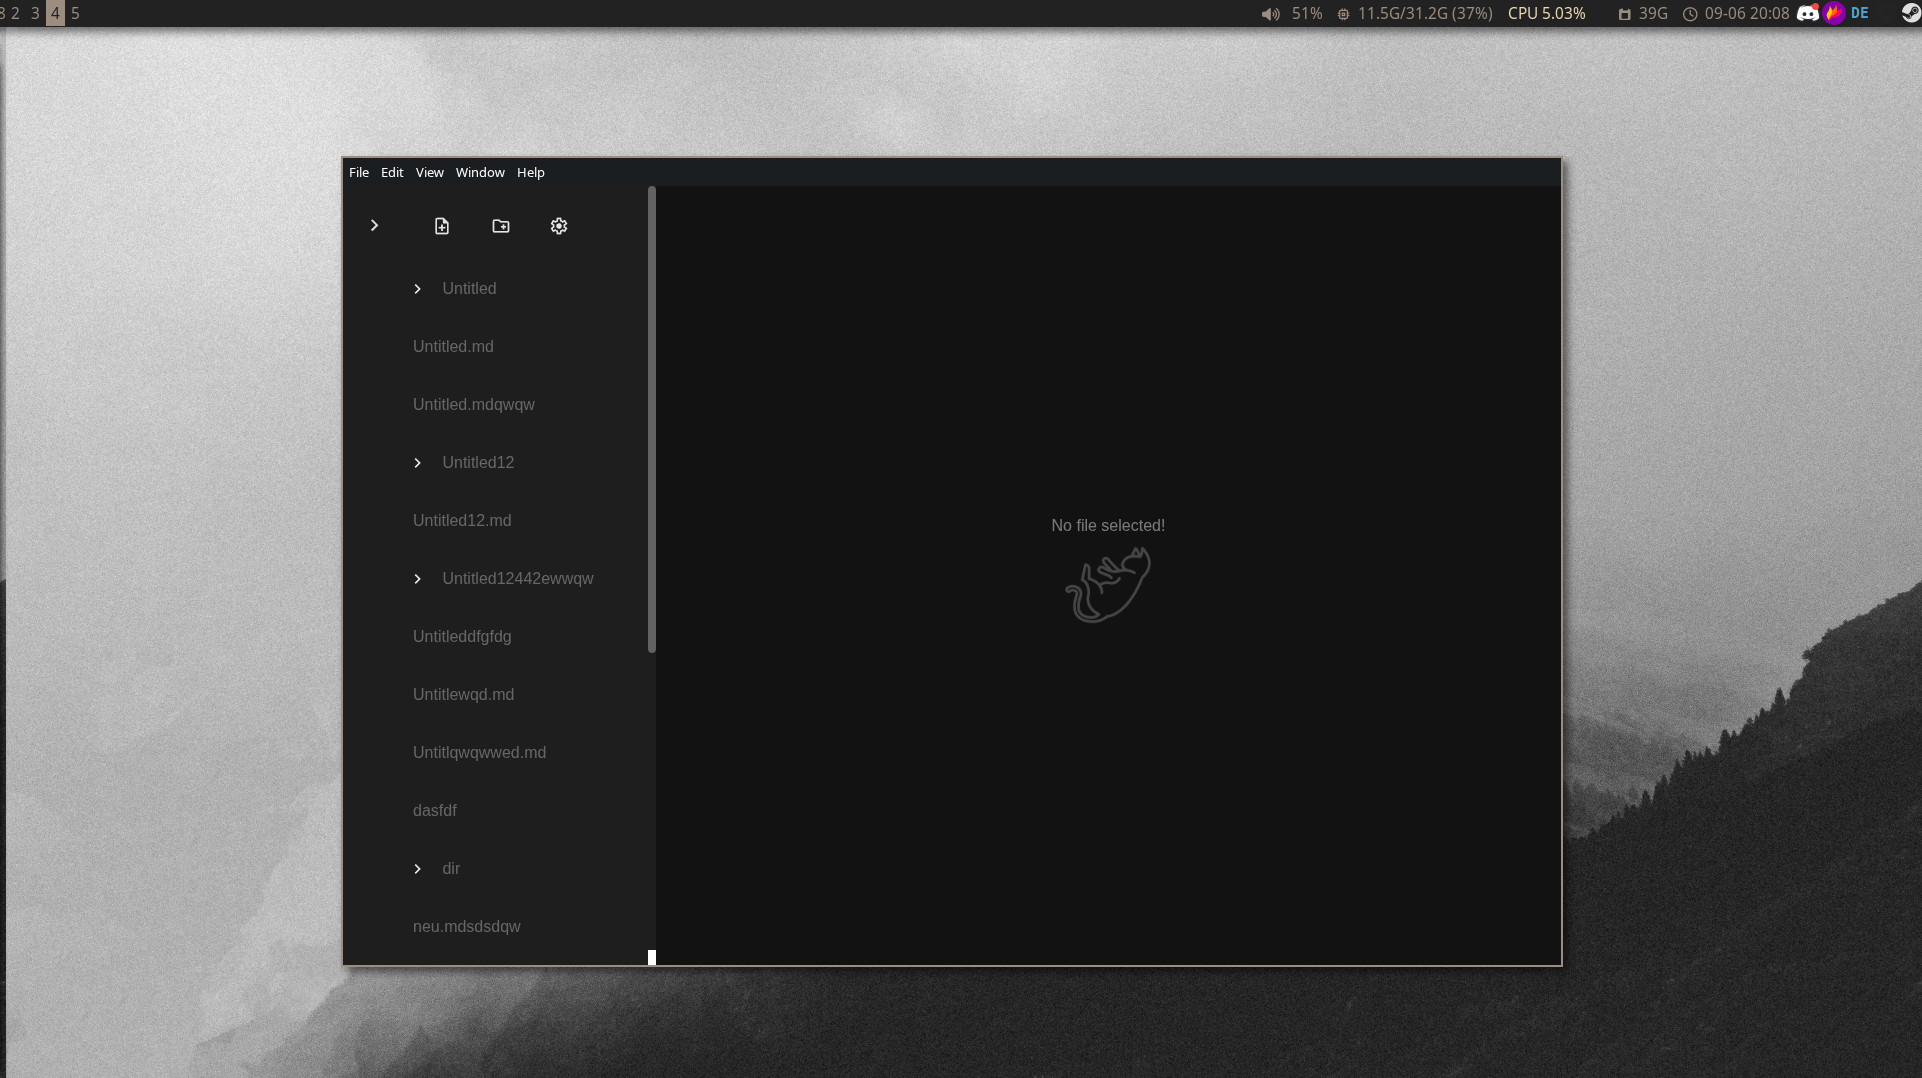 8 2 3 4 5 51% 11.5G/31.2G (37%) CPU 5.03% 39G 09-06 20:08 DE
File Edit View Window Help
Untitled
Untitled.md
Untitled.mdqwqw
Untitled12
Untitled12.md
Untitled12442ewwqw
Untitleddfgfdg
Untitlewqd.md
Untitlqwqwwed.md
dasfdf
dir
neu.mdsdsdqw
No file selected!